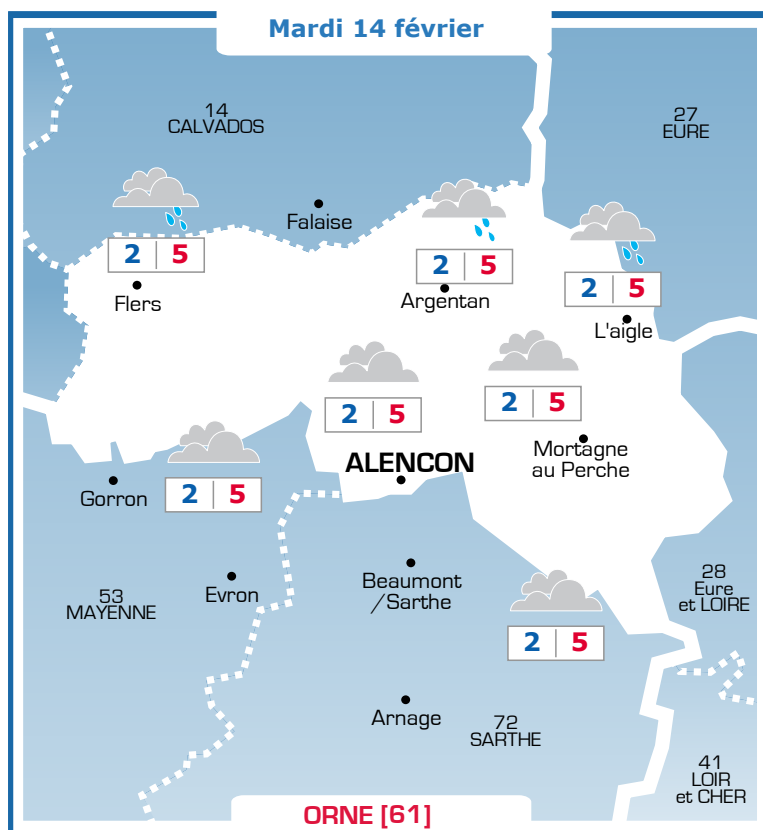 Mardi 14 février
14
CALVADOS
27
EURE
Falaise
2 5
Flers
2 5
Argentan
2 5
L'aigle
2 5
2 5
Mortagne
au Perche
ALENCON
Gorron
2 5
Evron
53
MAYENNE
Beaumont
/Sarthe
28
Eure
et LOIRE
2 5
Arnage
72
SARTHE
41
LOIR
et CHER
ORNE [61]